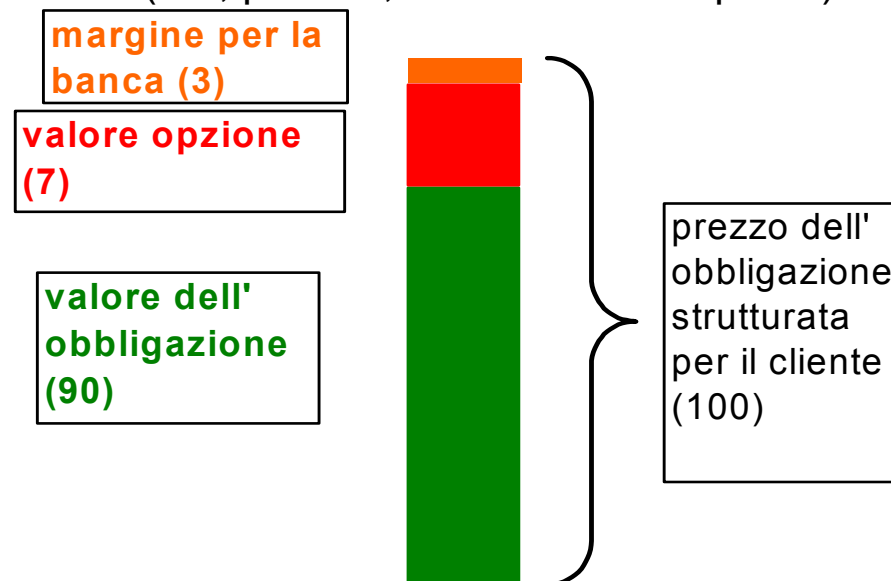 margine per la
banca (3)
valore opzione
(7)
valore dell'
obbligazione
(90)
prezzo dell'
obbligazione
strutturata
per il cliente
(100)